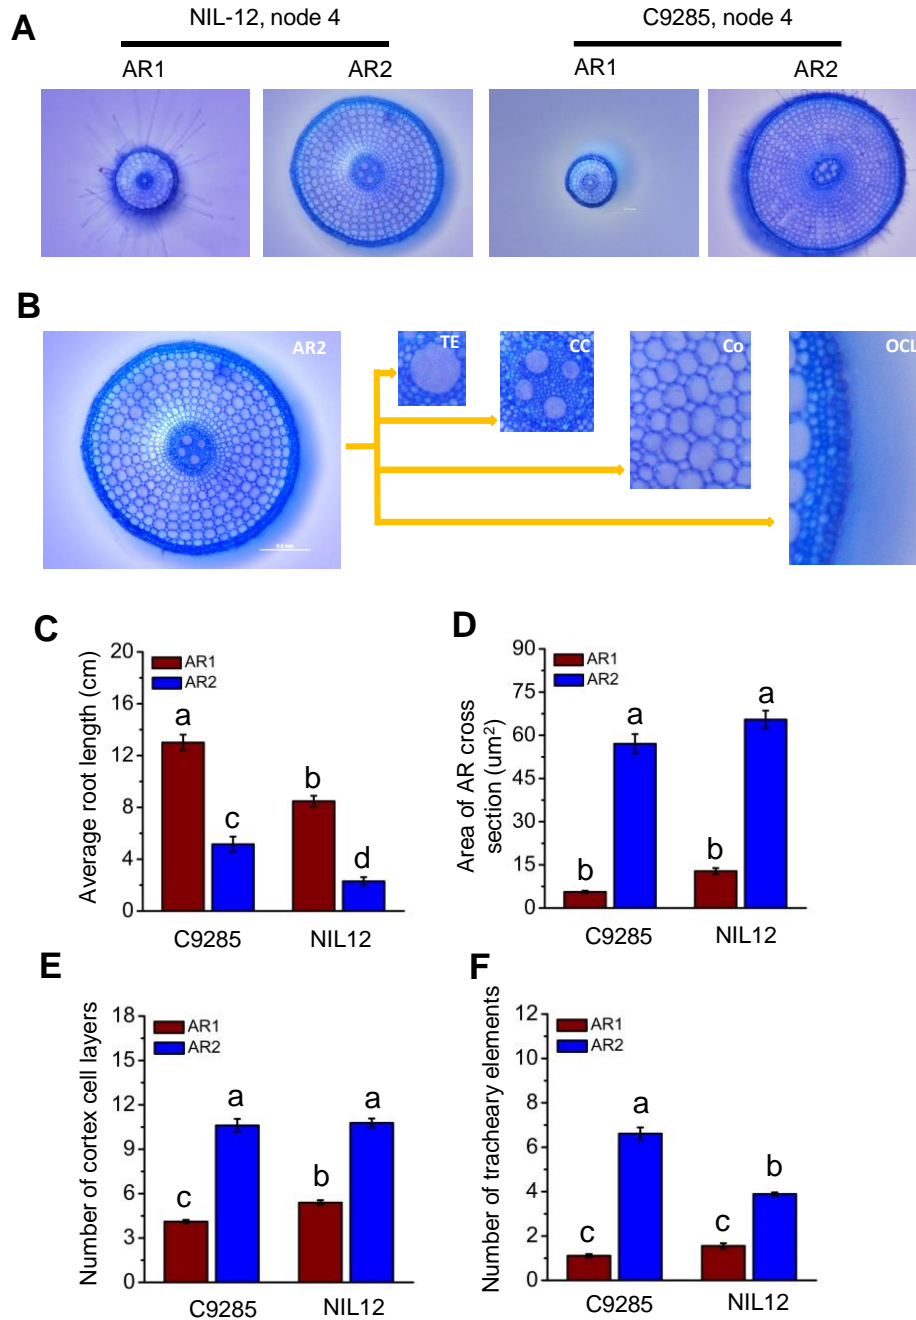 A
NIL-12, node 4
C9285, node 4
AR1
AR2
AR1
AR2
B
AR2
TE
CC
Co
OCL
C
Average root length (cm)
20
16
12
8
4
0
AR1
AR2
a
c
b
d
C9285
NIL12
D
Area of AR cross
section (um²)
90
75
60
45
30
15
0
AR1
AR2
b
a
b
a
C9285
NIL12
E
Number of cortex cell layers
18
15
12
9
6
3
0
AR1
AR2
c
a
b
a
C9285
NIL12
F
Number of tracheary elements
12
10
8
6
4
2
0
AR1
AR2
c
a
c
b
C9285
NIL12